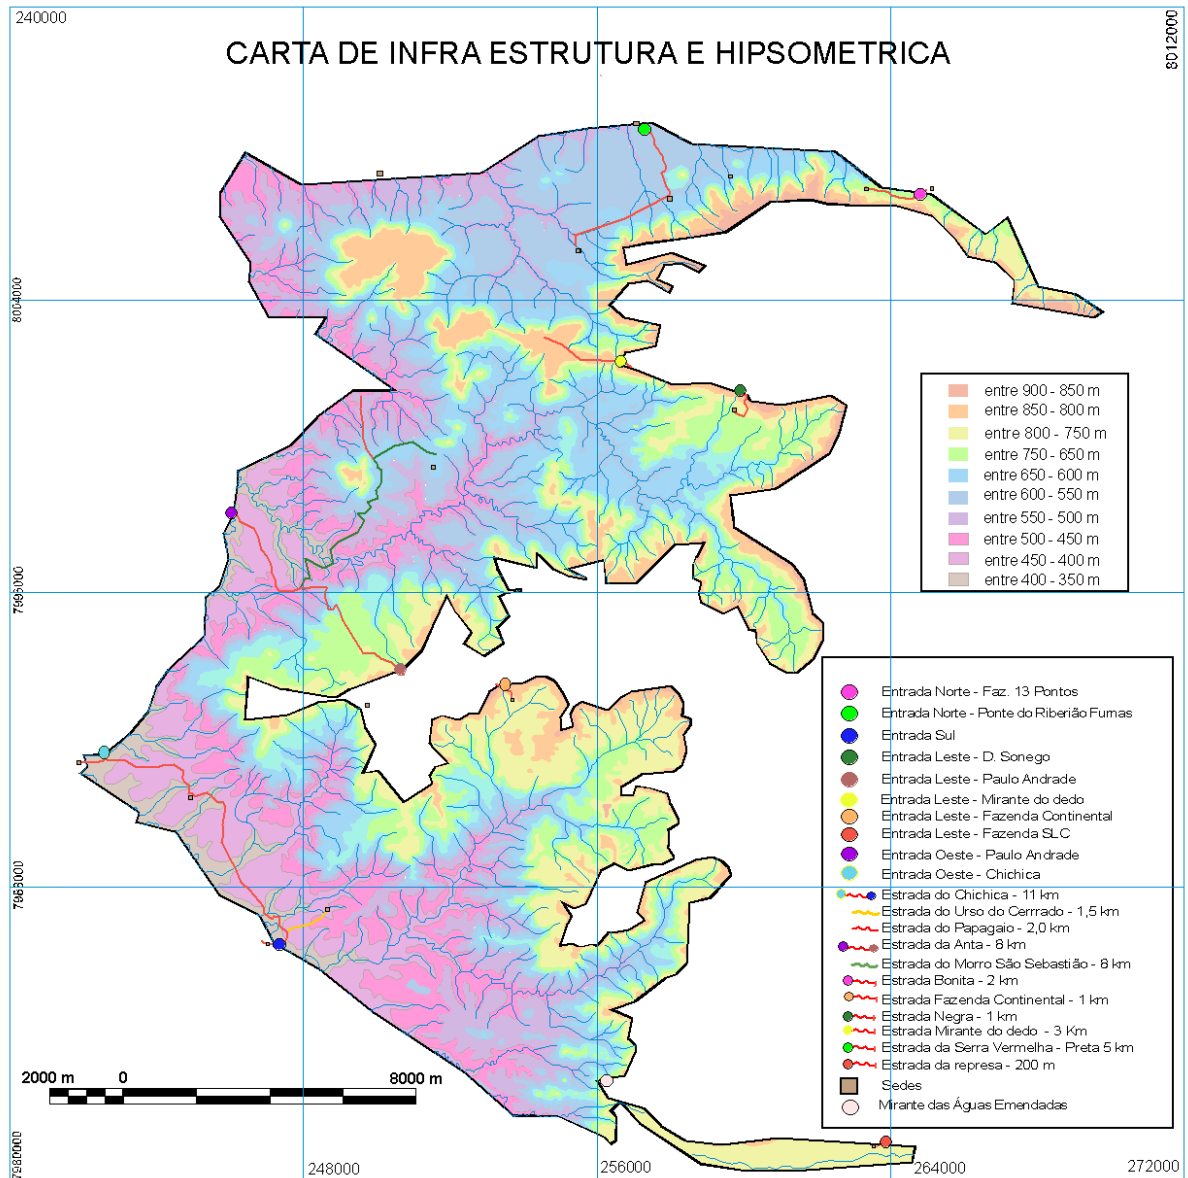 240000
8012000
CARTA DE INFRA ESTRUTURA E HIPSOMETRICA
8004000
entre 900 - 850 m
entre 850 - 800 m
entre 800 - 750 m
entre 750 - 650 m
entre 650 - 600 m
entre 600 - 550 m
entre 550 - 500 m
entre 500 - 450 m
entre 450 - 400 m
entre 400 - 350 m
7996000
Entrada Norte - Faz. 13 Pontos
Entrada Norte - Ponte do Riberião Furnas
Entrada Sul
Entrada Leste - D. Sonego
Entrada Leste - Paulo Andrade
Entrada Leste - Mirante do dedo
Entrada Leste - Fazenda Continental
Entrada Leste - Fazenda SLC
Entrada Oeste - Paulo Andrade
Entrada Oeste - Chichica
Estrada do Chichica - 11 km
Estrada do Urso do Cerrrado - 1,5 km
Estrada do Papagaio - 2,0 km
Estrada da Anta - 8 km
Estrada do Morro São Sebastião - 8 km
Estrada Bonita - 2 km
Estrada Fazenda Continental - 1 km
Estrada Negra - 1 km
Estrada Mirante do dedo - 3 Km
Estrada da Serra Vermelha - Preta 5 km
Estrada da represa - 200 m
Sedes
Mirante das Águas Emendadas
7988000
2000 m 0 8000 m
7980000
248000
256000
264000
272000